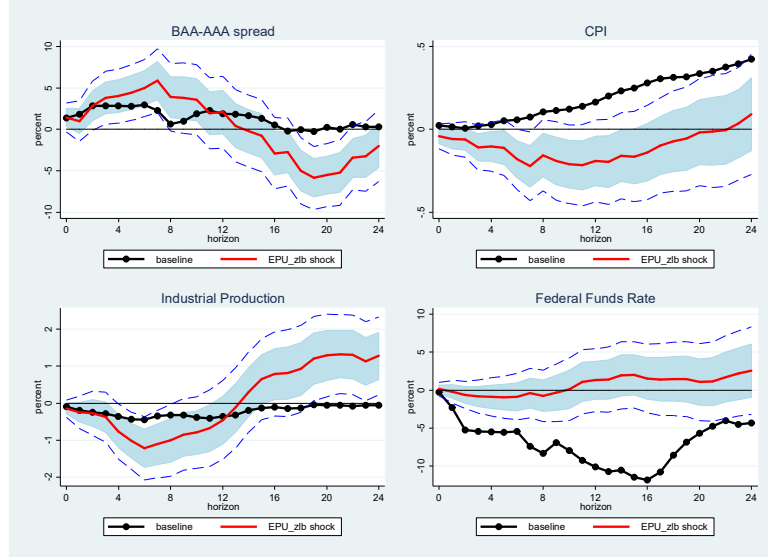 BAA-AAA spread
percent
10
5
0
-5
-10
0 4 8 12 16 20 24
horizon
baseline EPU_zlb shock
CPI
percent
.5
0
-.5
0 4 8 12 16 20 24
horizon
baseline EPU_zlb shock
Industrial Production
percent
2
1
0
-1
-2
0 4 8 12 16 20 24
horizon
baseline EPU_zlb shock
Federal Funds Rate
percent
10
5
0
-5
-10
0 4 8 12 16 20 24
horizon
baseline EPU_zlb shock